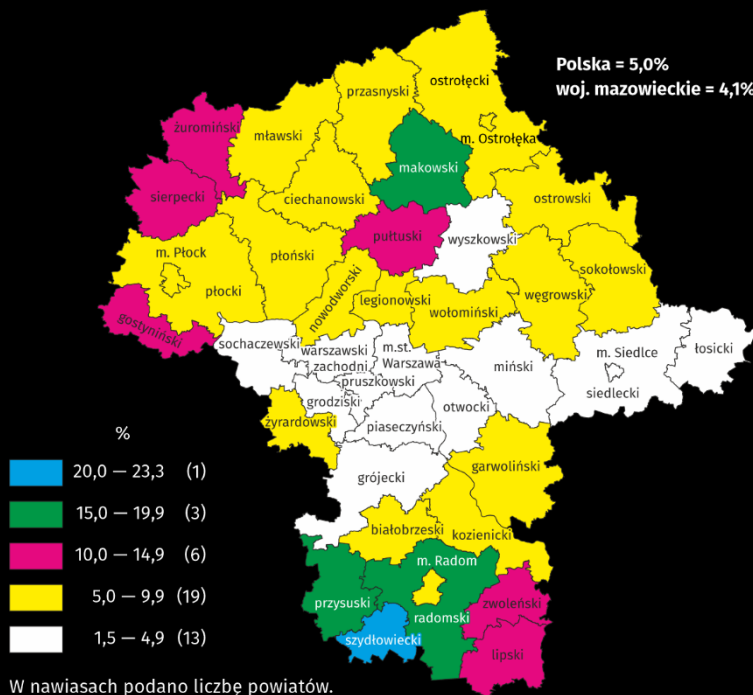 Polska = 5,0%
woj. mazowieckie = 4,1%
ostrołęcki
przasnyski
żuromiński
mławski
m. Ostrołęka
makowski
sierpecki
ciechanowski
ostrowski
pułtuski
wyszkowski
m. Płock
płoński
sokołowski
płocki
nowodworski
legionowski
węgrowski
wołomiński
gostyniński
sochaczewski
warszawski
zachodni
m.st.
Warszawa
miński
m. Siedlce
łosicki
pruszkowski
siedlecki
grodziski
otwocki
żyrardowski
piaseczyński
garwoliński
grójecki
białobrzeski
kozienicki
m. Radom
przysuski
zwoleński
radomski
szydłowiecki
lipski
%
20,0 — 23,3 (1)
15,0 — 19,9 (3)
10,0 — 14,9 (6)
5,0 — 9,9 (19)
1,5 — 4,9 (13)
W nawiasach podano liczbę powiatów.